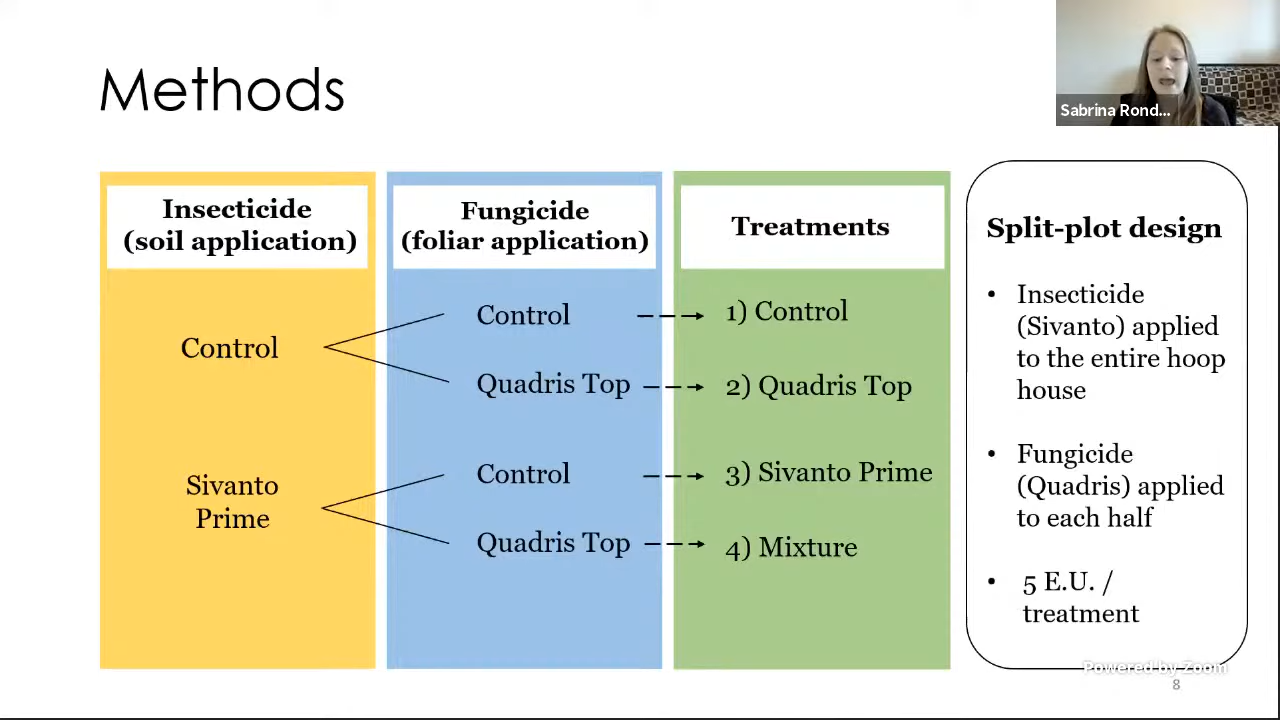 Methods
Sabrina Rond...
Insecticide
(soil application)
Control
Sivanto
Prime
Fungicide
(foliar application)
Control
Quadris Top
Control
Quadris Top
Treatments
1) Control
2) Quadris Top
3) Sivanto Prime
4) Mixture
Split-plot design
• Insecticide
(Sivanto) applied
to the entire hoop
house
• Fungicide
(Quadris) applied
to each half
• 5 E.U. /
treatment
Powered by Zoom
8